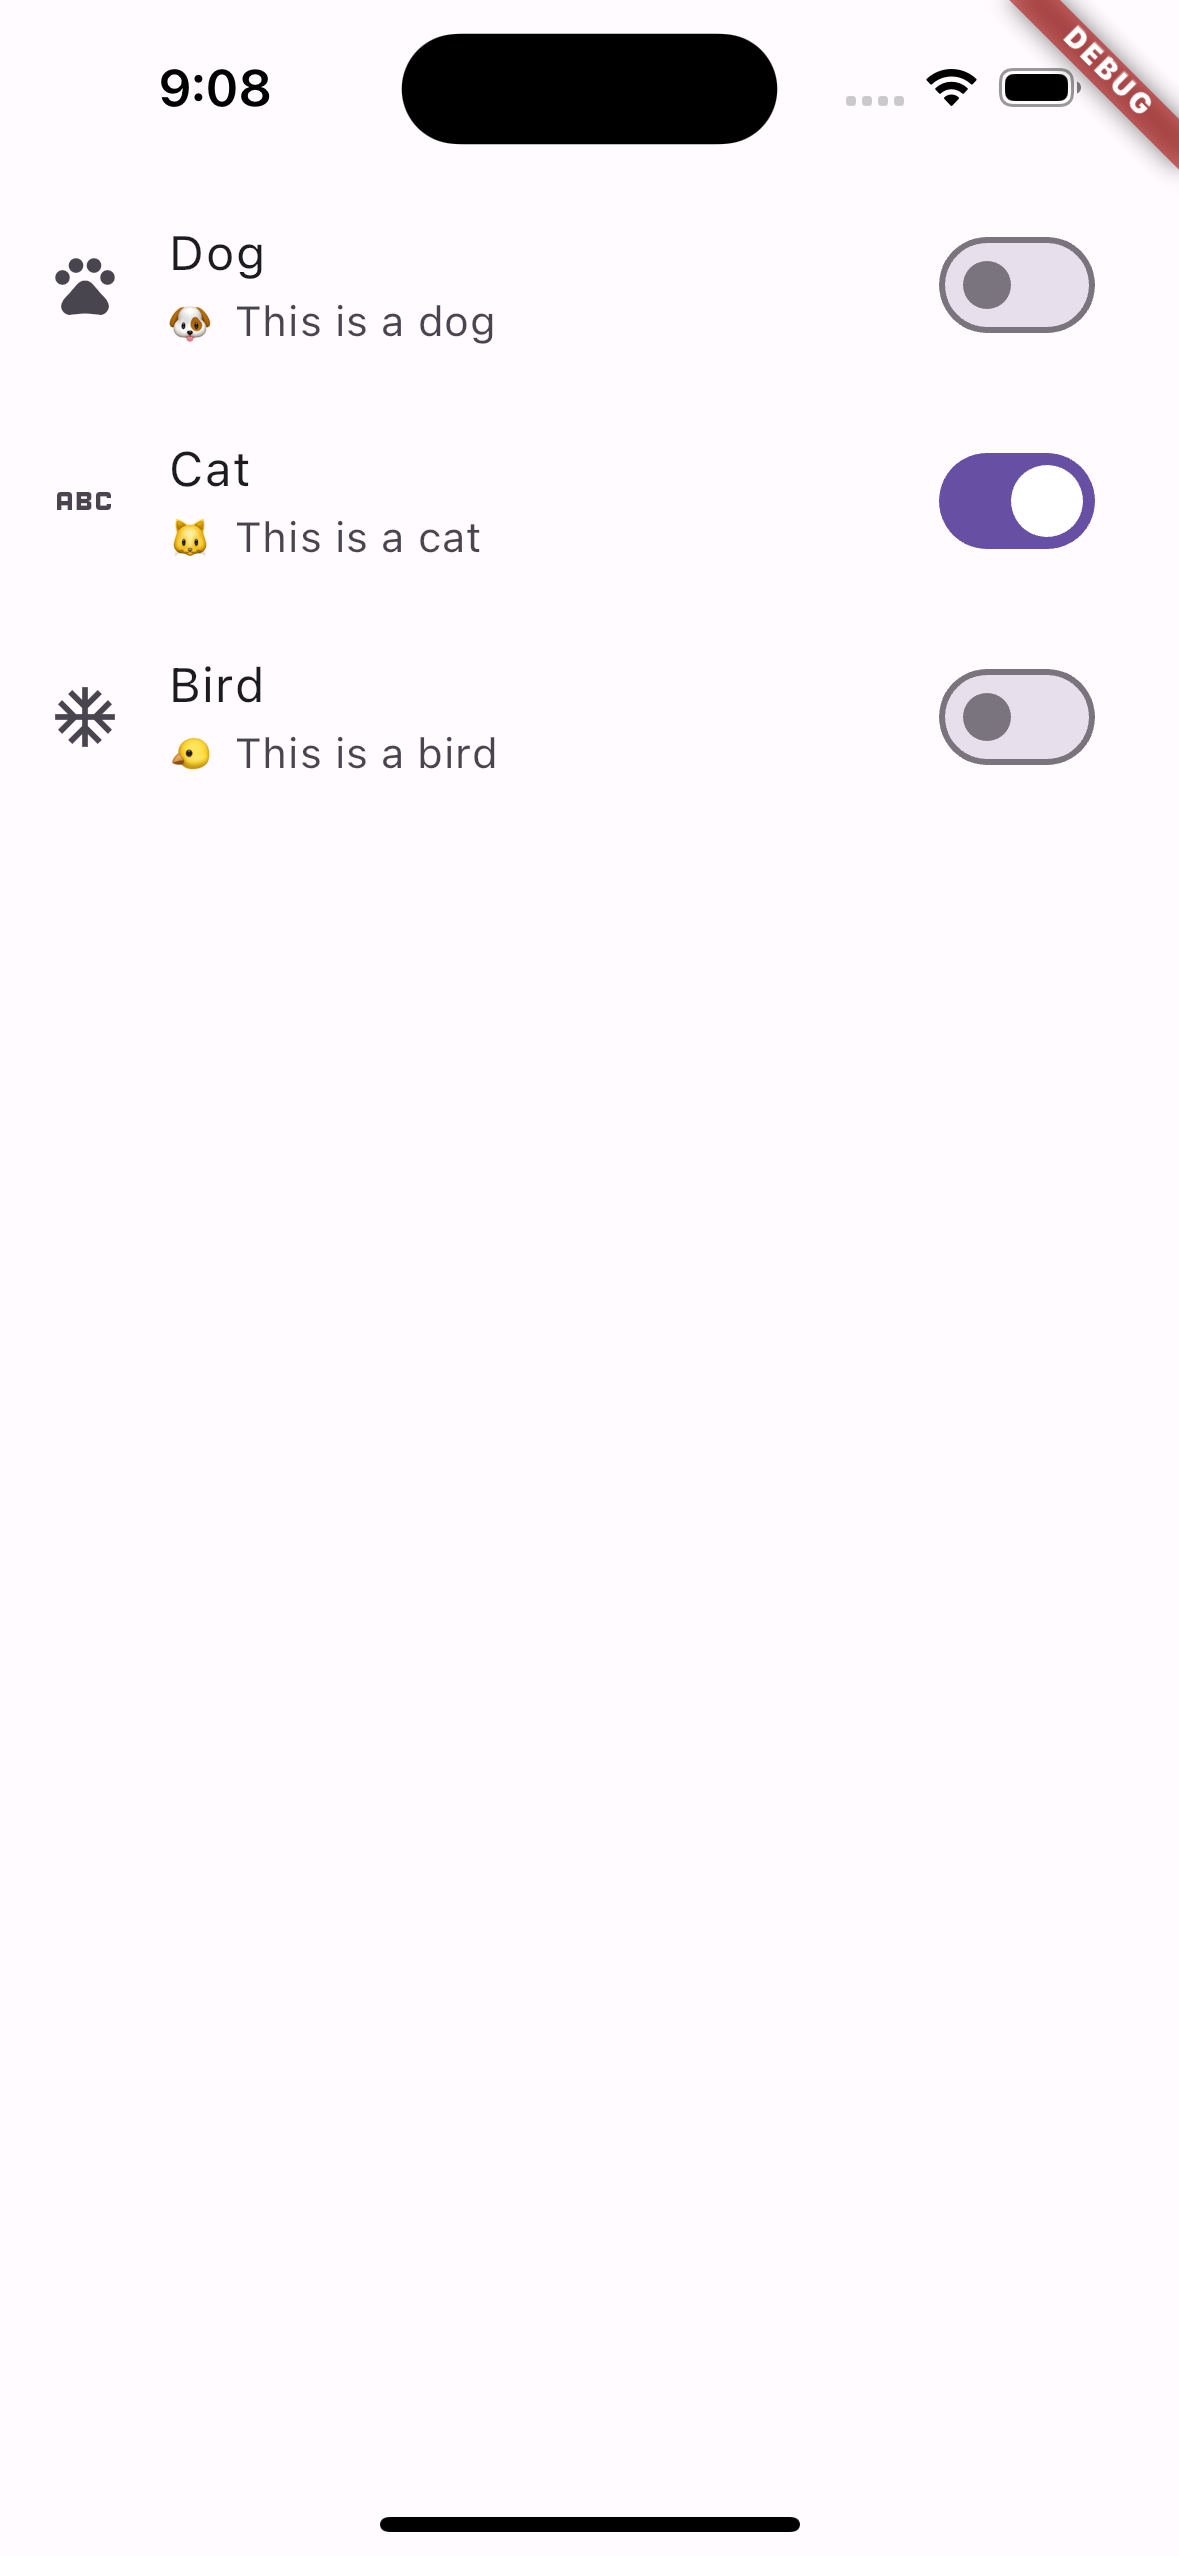 9:08
DEBUG
Dog
🐶 This is a dog
ABC
Cat
🐱 This is a cat
Bird
🐤 This is a bird